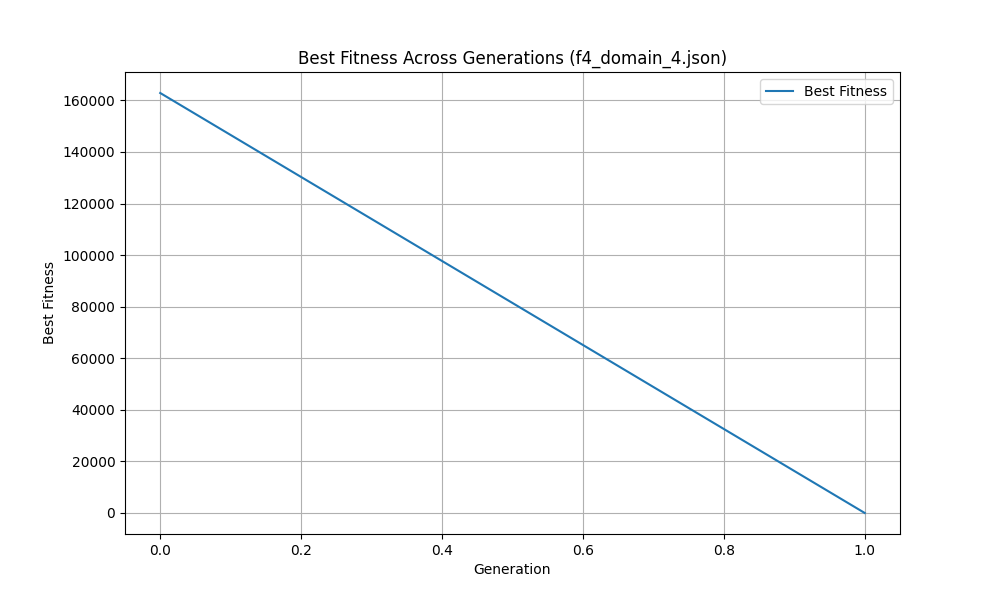 Best Fitness Across Generations (f4_domain_4.json)
Best Fitness
160000
140000
120000
100000
80000
60000
40000
20000
0
Best Fitness
0.0 0.2 0.4 0.6 0.8 1.0
Generation